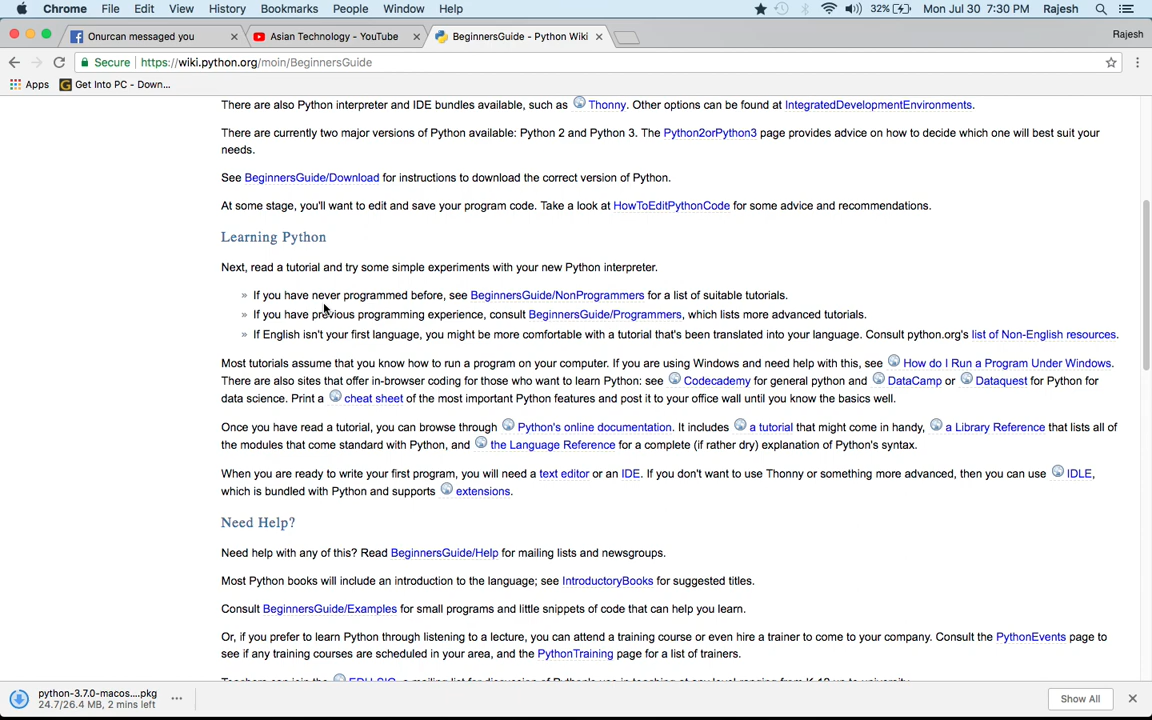 Chrome File Edit View History Bookmarks People Window Help 32% Mon Jul 30 7:30 PM Rajesh
Onurcan messaged you Asian Technology - YouTube BeginnersGuide - Python Wiki Rajesh
Secure https://wiki.python.org/moin/BeginnersGuide
Apps Get Into PC - Down...
There are also Python interpreter and IDE bundles available, such as Thonny. Other options can be found at IntegratedDevelopmentEnvironments.
There are currently two major versions of Python available: Python 2 and Python 3. The Python2orPython3 page provides advice on how to decide which one will best suit your
needs.
See BeginnersGuide/Download for instructions to download the correct version of Python.
At some stage, you'll want to edit and save your program code. Take a look at HowToEditPythonCode for some advice and recommendations.
Learning Python
Next, read a tutorial and try some simple experiments with your new Python interpreter.
» If you have never programmed before, see BeginnersGuide/NonProgrammers for a list of suitable tutorials.
» If you have previous programming experience, consult BeginnersGuide/Programmers, which lists more advanced tutorials.
» If English isn't your first language, you might be more comfortable with a tutorial that's been translated into your language. Consult python.org's list of Non-English resources.
Most tutorials assume that you know how to run a program on your computer. If you are using Windows and need help with this, see How do I Run a Program Under Windows.
There are also sites that offer in-browser coding for those who want to learn Python: see Codecademy for general python and DataCamp or Dataquest for Python for
data science. Print a cheat sheet of the most important Python features and post it to your office wall until you know the basics well.
Once you have read a tutorial, you can browse through Python's online documentation. It includes a tutorial that might come in handy, a Library Reference that lists all of
the modules that come standard with Python, and the Language Reference for a complete (if rather dry) explanation of Python's syntax.
When you are ready to write your first program, you will need a text editor or an IDE. If you don't want to use Thonny or something more advanced, then you can use IDLE,
which is bundled with Python and supports extensions.
Need Help?
Need help with any of this? Read BeginnersGuide/Help for mailing lists and newsgroups.
Most Python books will include an introduction to the language; see IntroductoryBooks for suggested titles.
Consult BeginnersGuide/Examples for small programs and little snippets of code that can help you learn.
Or, if you prefer to learn Python through listening to a lecture, you can attend a training course or even hire a trainer to come to your company. Consult the PythonEvents page to
see if any training courses are scheduled in your area, and the PythonTraining page for a list of trainers.
Teachers can join the EDU-SIG, a mailing list for discussion of Python's use in teaching at any level ranging from K-12 up to university.
python-3.7.0-macos....pkg Show All
24.7/26.4 MB, 2 mins left